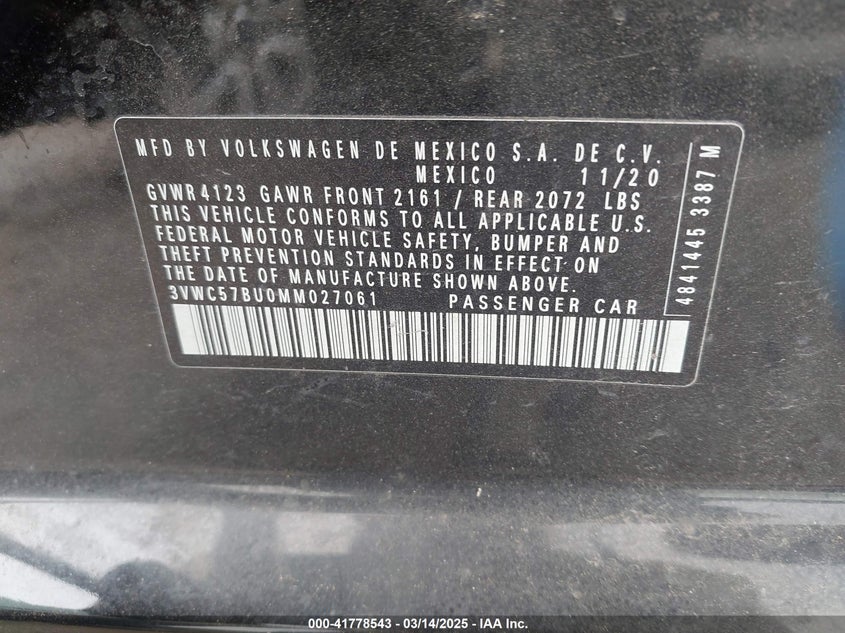 MFD BY VOLKSWAGEN DE MEXICO S.A. DE C.V.
MEXICO 11/20
GVWR 4123 GAWR FRONT 2161 / REAR 2072 LBS
THIS VEHICLE CONFORMS TO ALL APPLICABLE U.S.
FEDERAL MOTOR VEHICLE SAFETY, BUMPER AND
THEFT PREVENTION STANDARDS IN EFFECT ON
THE DATE OF MANUFACTURE SHOWN ABOVE.
3VWC57BU0MM027061 PASSENGER CAR
4841445 3387 M
000-41778543 - 03/14/2025 - IAA Inc.